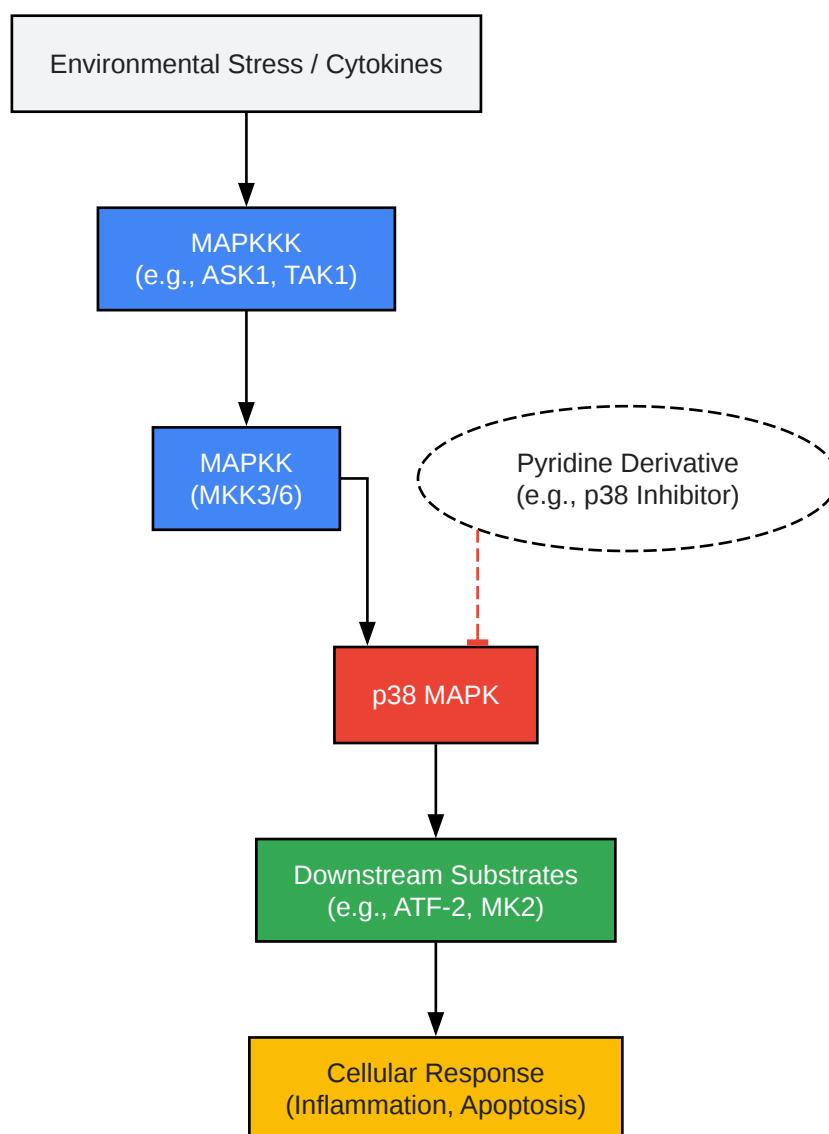 Environmental Stress / Cytokines
MAPKKK
(e.g., ASK1, TAK1)
MAPKK
(MKK3/6)
Pyridine Derivative
(e.g., p38 Inhibitor)
p38 MAPK
Downstream Substrates
(e.g., ATF-2, MK2)
Cellular Response
(Inflammation, Apoptosis)